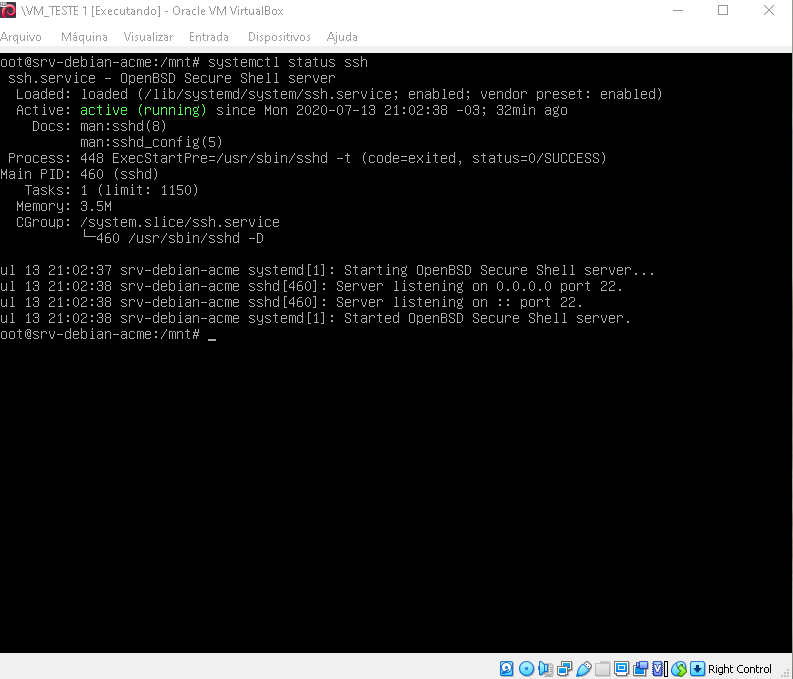 \VM_TESTE 1 [Executando] - Oracle VM VirtualBox
Arquivo Máquina Visualizar Entrada Dispositivos Ajuda
oot@srv-debian-acme:/mnt# systemctl status ssh
ssh.service - OpenBSD Secure Shell server
Loaded: loaded (/lib/systemd/system/ssh.service; enabled; vendor preset: enabled)
Active: active (running) since Mon 2020-07-13 21:02:38 -03; 32min ago
Docs: man:sshd(8)
man:sshd_config(5)
Process: 448 ExecStartPre=/usr/sbin/sshd -t (code=exited, status=0/SUCCESS)
Main PID: 460 (sshd)
Tasks: 1 (limit: 1150)
Memory: 3.5M
CGroup: /system.slice/ssh.service
└─460 /usr/sbin/sshd -D
ul 13 21:02:37 srv-debian-acme systemd[1]: Starting OpenBSD Secure Shell server...
ul 13 21:02:38 srv-debian-acme sshd[460]: Server listening on 0.0.0.0 port 22.
ul 13 21:02:38 srv-debian-acme sshd[460]: Server listening on :: port 22.
ul 13 21:02:38 srv-debian-acme systemd[1]: Started OpenBSD Secure Shell server.
oot@srv-debian-acme:/mnt# _
Right Control